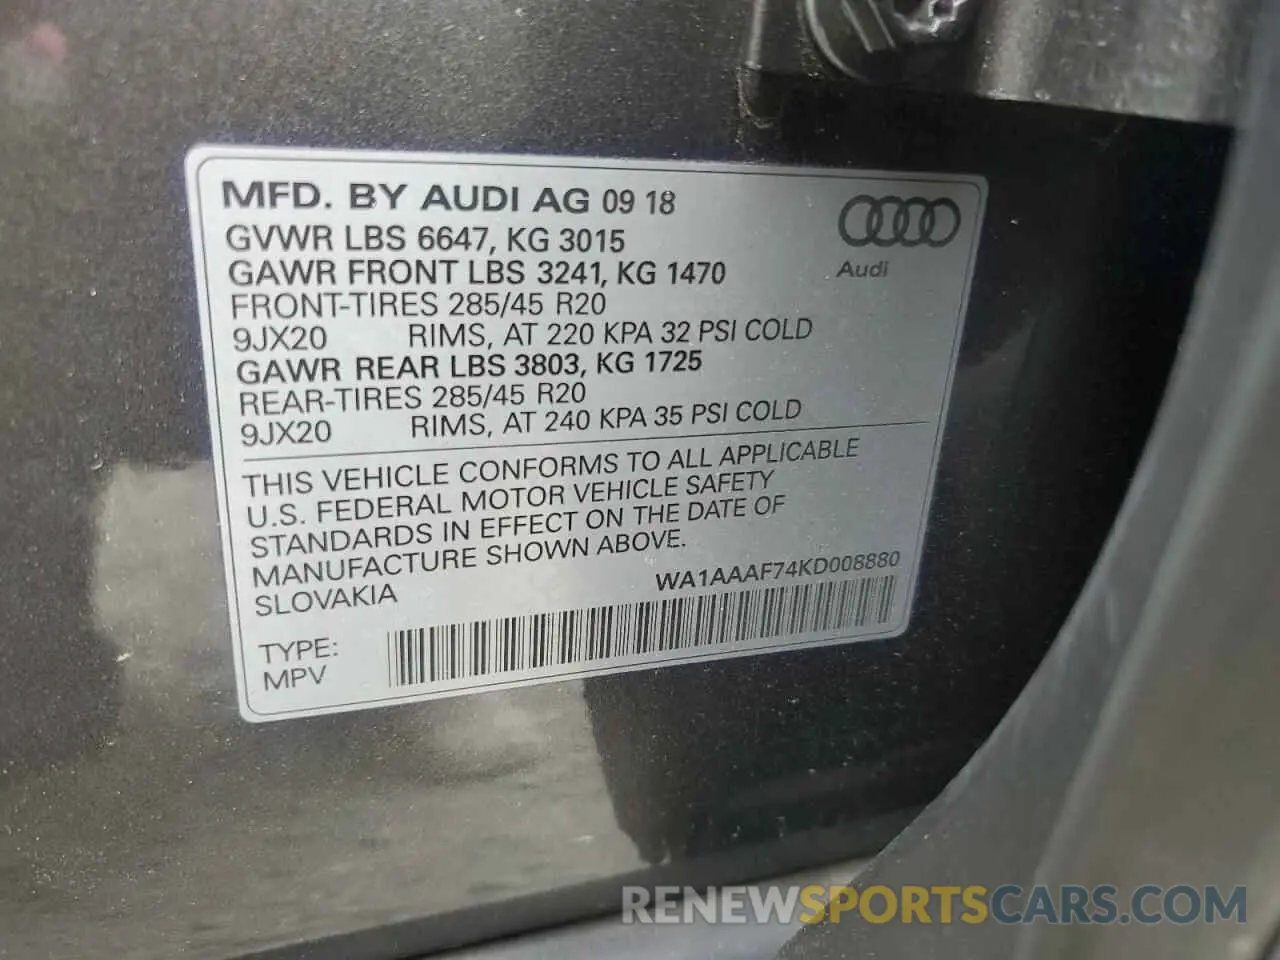 MFD. BY AUDI AG 09 18
GVWR LBS 6647, KG 3015
GAWR FRONT LBS 3241, KG 1470
FRONT-TIRES 285/45 R20
9JX20 RIMS, AT 220 KPA 32 PSI COLD
GAWR REAR LBS 3803, KG 1725
REAR-TIRES 285/45 R20
9JX20 RIMS, AT 240 KPA 35 PSI COLD
Audi
THIS VEHICLE CONFORMS TO ALL APPLICABLE
U.S. FEDERAL MOTOR VEHICLE SAFETY
STANDARDS IN EFFECT ON THE DATE OF
MANUFACTURE SHOWN ABOVE.
SLOVAKIA
WA1AAAF74KD008880
TYPE:
MPV
RENEWSPORTSCARS.COM